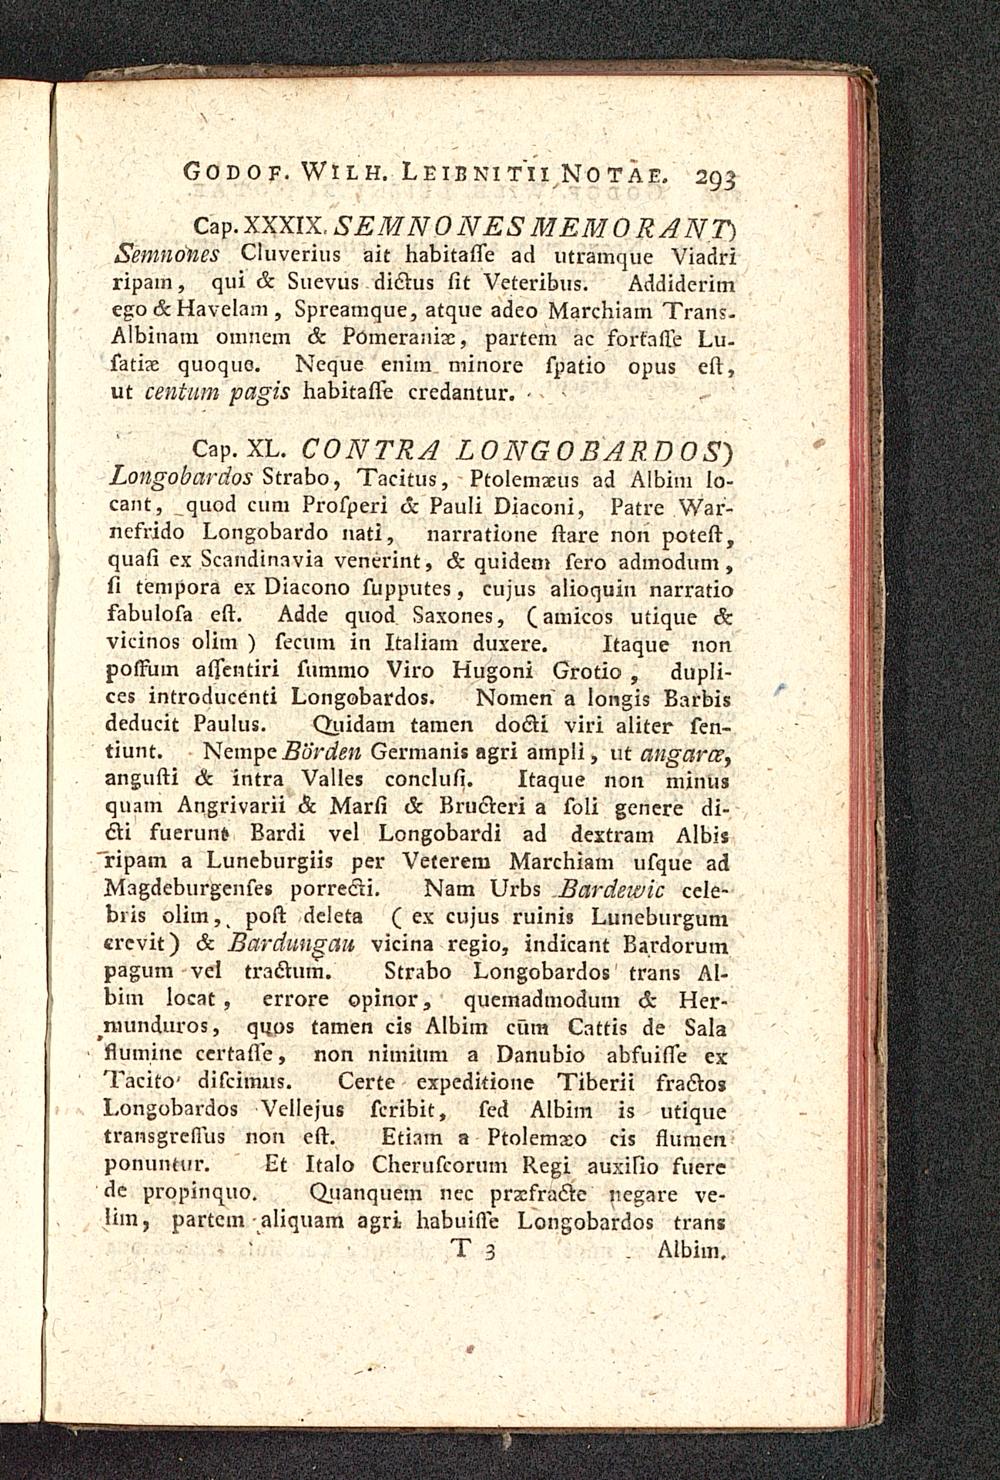 GODOF. WILH. LEIBNITII NOTAE. 293
Cap. XXXIX. SEMNONES MEMORANT)
Semnones Cluverius ait habitaſſe ad utramque Viadri
ripam, qui & Suevus dictus ſit Veteribus. Addiderim
ego & Havelam, Spreamque, atque adeo Marchiam Trans-
Albinam omnem & Pomeraniæ, partem ac fortaſſe Lu-
ſatiæ quoque. Neque enim minore ſpatio opus eſt,
ut centum pagis habitaſſe credantur.
Cap. XL. CONTRA LONGOBARDOS)
Longobardos Strabo, Tacitus, Ptolemæus ad Albim lo-
cant, quod cum Proſperi & Pauli Diaconi, Patre War-
nefrido Longobardo nati, narratione ſtare non poteſt,
quaſi ex Scandinavia venerint, & quidem ſero admodum,
ſi tempora ex Diacono ſupputes, cujus alioquin narratio
fabuloſa eſt. Adde quod Saxones, (amicos utique &
vicinos olim) ſecum in Italiam duxere. Itaque non
poſſum aſſentiri ſummo Viro Hugoni Grotio, dupli-
ces introducenti Longobardos. Nomen a longis Barbis
deducit Paulus. Quidam tamen docti viri aliter ſen-
tiunt. Nempe Börden Germanis agri ampli, ut angaræ,
anguſti & intra Valles concluſi. Itaque non minus
quam Angrivarii & Marſi & Bructeri a ſoli genere di-
cti fuerunt Bardi vel Longobardi ad dextram Albis
ripam a Luneburgiis per Veterem Marchiam uſque ad
Magdeburgenſes porrecti. Nam Urbs Bardewic cele-
bris olim, poſt deleta (ex cujus ruinis Luneburgum
crevit) & Bardungau vicina regio, indicant Bardorum
pagum vel tractum. Strabo Longobardos trans Al-
bim locat, errore opinor, quemadmodum & Her-
munduros, quos tamen cis Albim cūm Cattis de Sala
flumine certaſſe, non nimium a Danubio abfuiſſe ex
Tacito diſcimus. Certe expeditione Tiberii fractos
Longobardos Vellejus ſcribit, ſed Albim is utique
transgreſſus non eſt. Etiam a Ptolemæo cis flumen
ponuntur. Et Italo Cheruſcorum Regi auxiſio fuere
de propinquo. Quanquem nec præfracte negare ve-
lim, partem aliquam agri habuiſſe Longobardos trans
T 3 Albim.